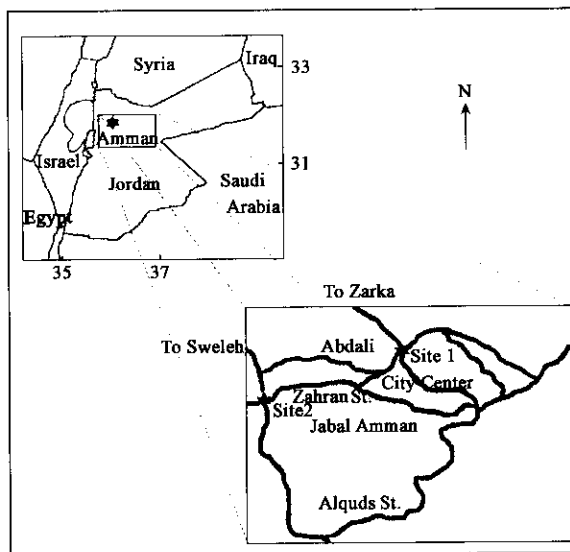 Syria
Iraq
33
N
Amman
Israel
31
Jordan
Saudi
Arabia
Egypt
35
37
To Zarka
To Sweleh
Abdali
Site 1
City Center
Zahran St.
Site2
Jabal Amman
Alquds St.